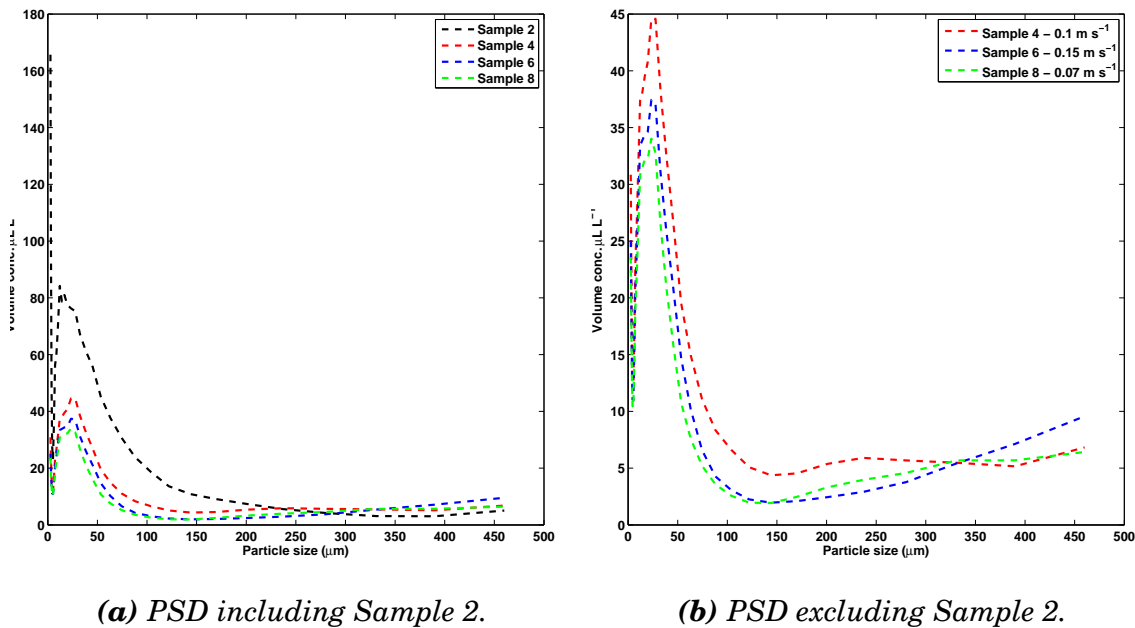 180
160
140
120
100
80
60
40
20
0
Volume conc. µL L
0 50 100 150 200 250 300 350 400 450 500
Particle size (µm)
Sample 2
Sample 4
Sample 6
Sample 8
(a) PSD including Sample 2.
45
40
35
30
25
20
15
10
5
0
Volume conc. µL L⁻¹
0 50 100 150 200 250 300 350 400 450 500
Particle size (µm)
Sample 4 – 0.1 m s⁻¹
Sample 6 – 0.15 m s⁻¹
Sample 8 – 0.07 m s⁻¹
(b) PSD excluding Sample 2.